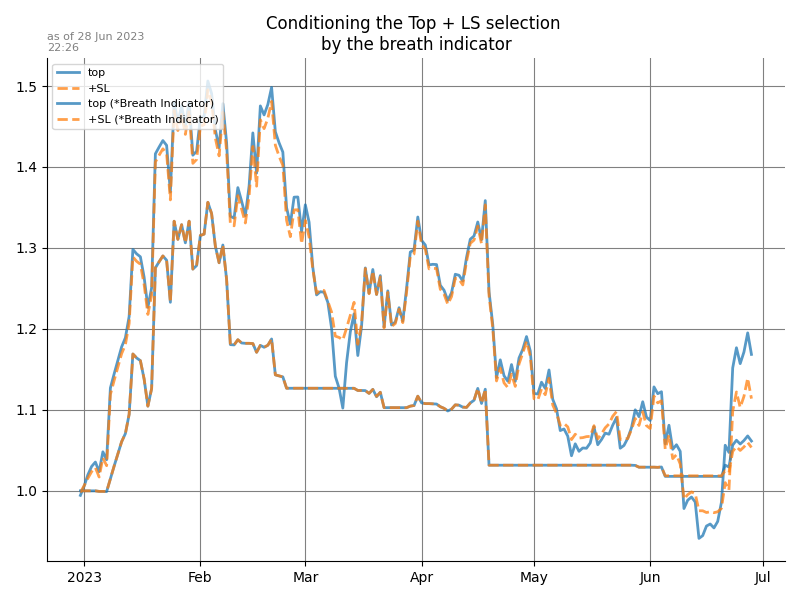 Conditioning the Top + LS selection
by the breath indicator
as of 28 Jun 2023
22:26
top
+SL
top (*Breath Indicator)
+SL (*Breath Indicator)
1.5
1.4
1.3
1.2
1.1
1.0
2023 Feb Mar Apr May Jun Jul